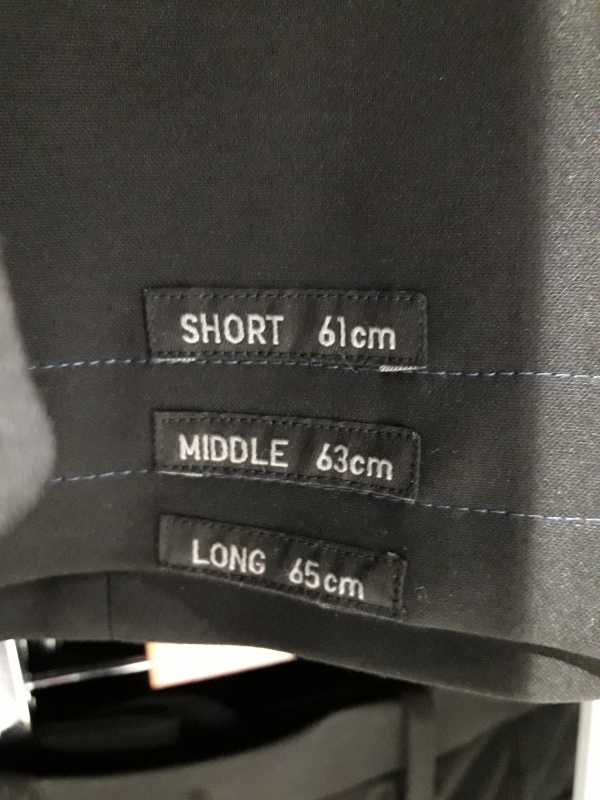 SHORT 61cm
MIDDLE 63cm
LONG 65cm